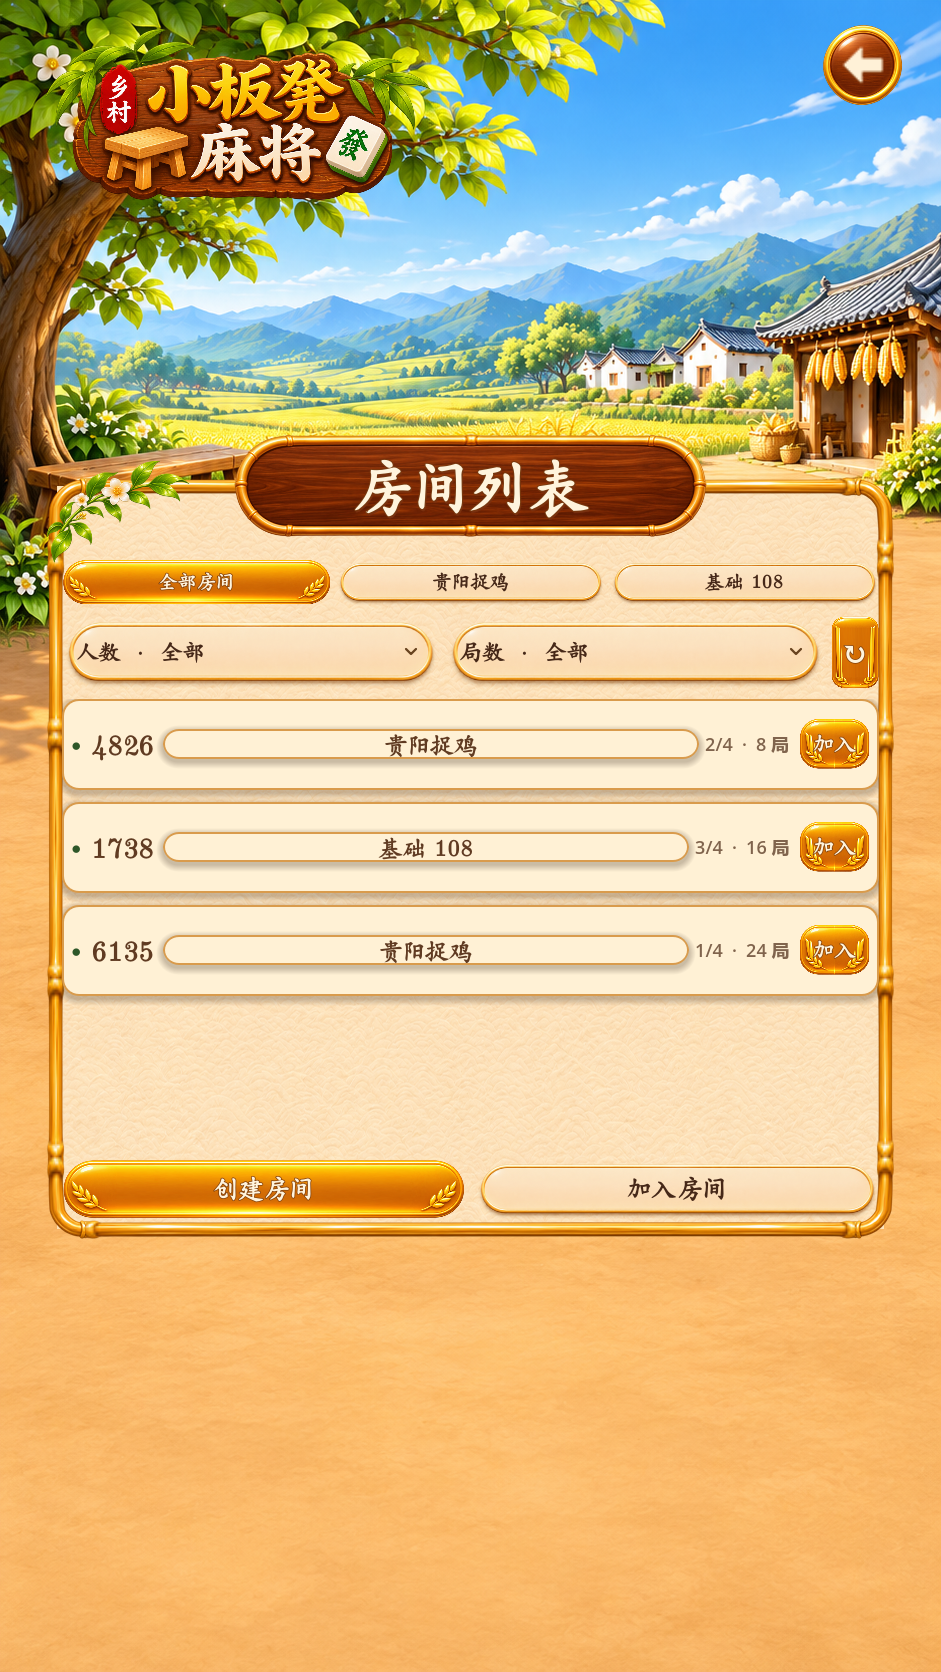 乡村
小板凳
麻将
發
房间列表
全部房间
贵阳捉鸡
基础 108
人数 · 全部
局数 · 全部
4826 贵阳捉鸡 2/4 · 8 局 加入
1738 基础 108 3/4 · 16 局 加入
6135 贵阳捉鸡 1/4 · 24 局 加入
创建房间
加入房间